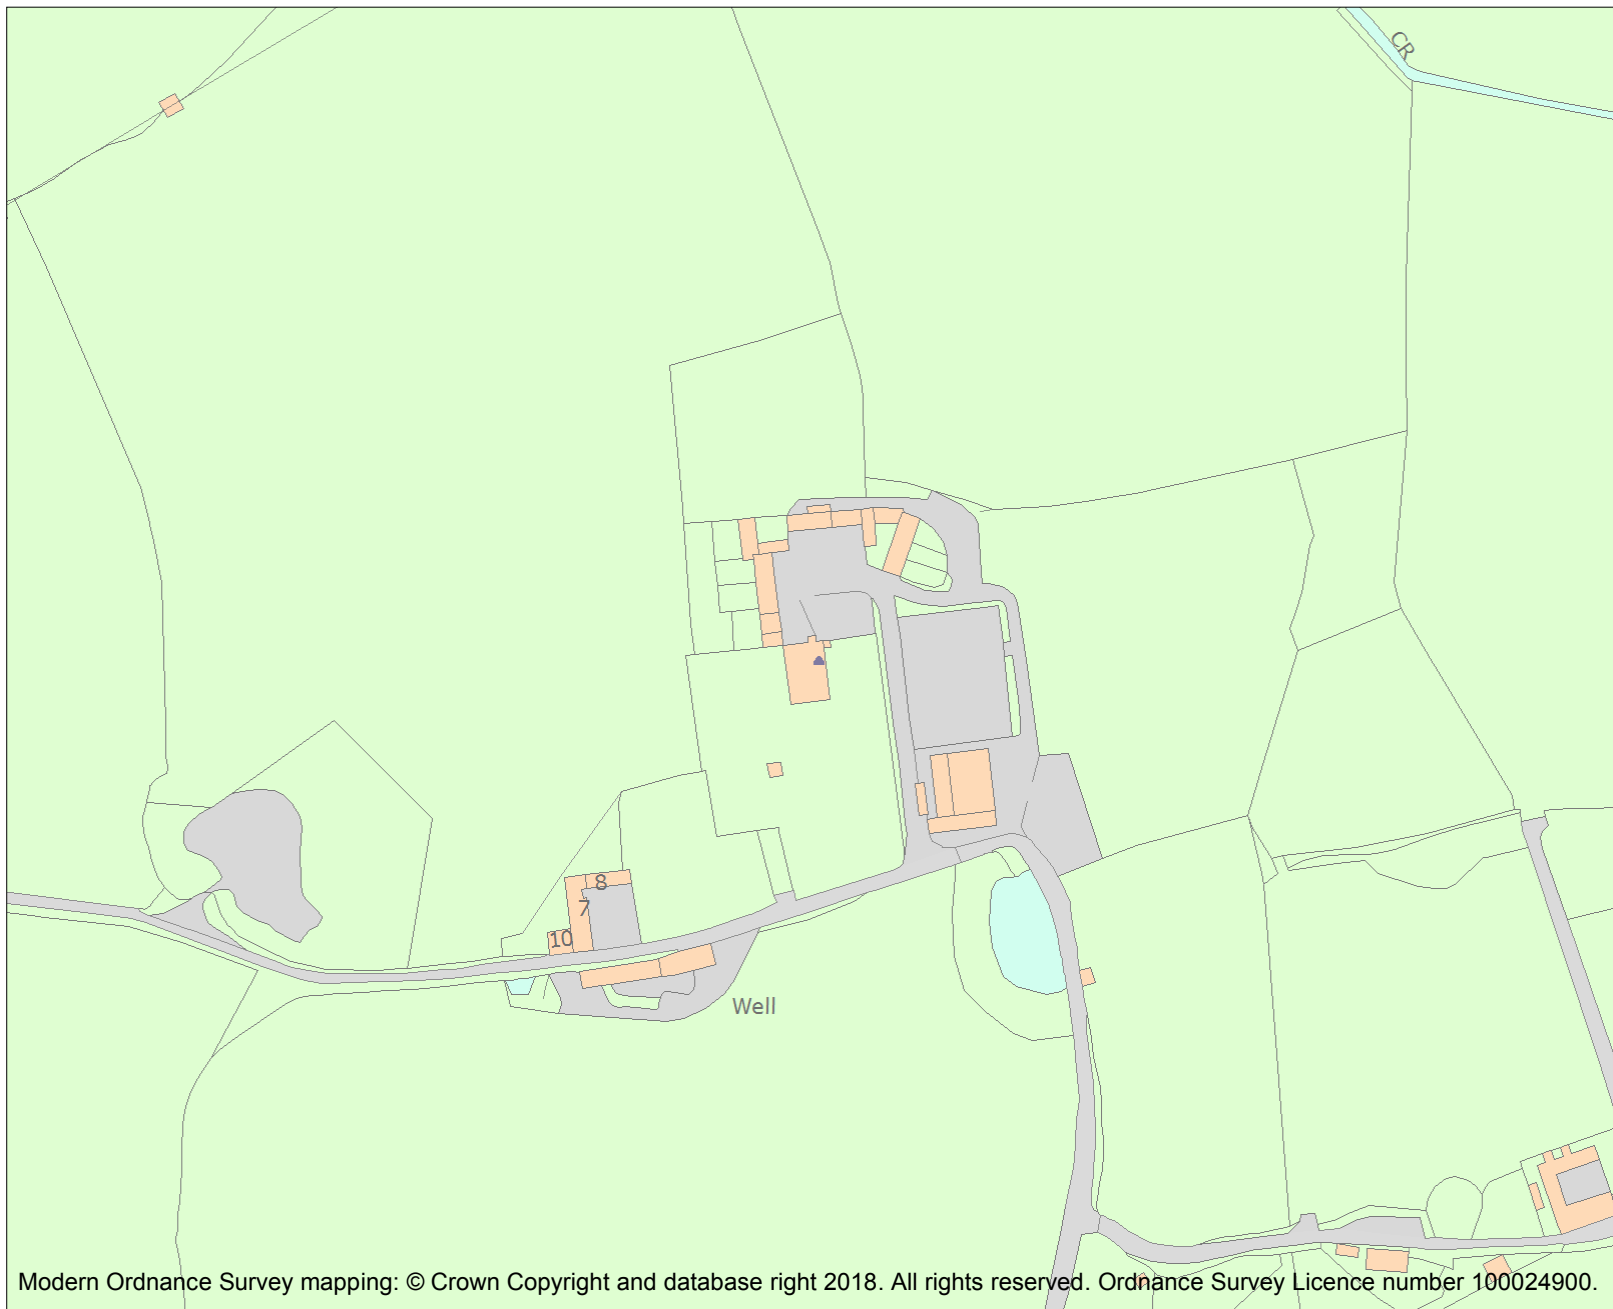 CR
8
7
10
Well
Modern Ordnance Survey mapping: © Crown Copyright and database right 2018. All rights reserved. Ordnance Survey Licence number 100024900.